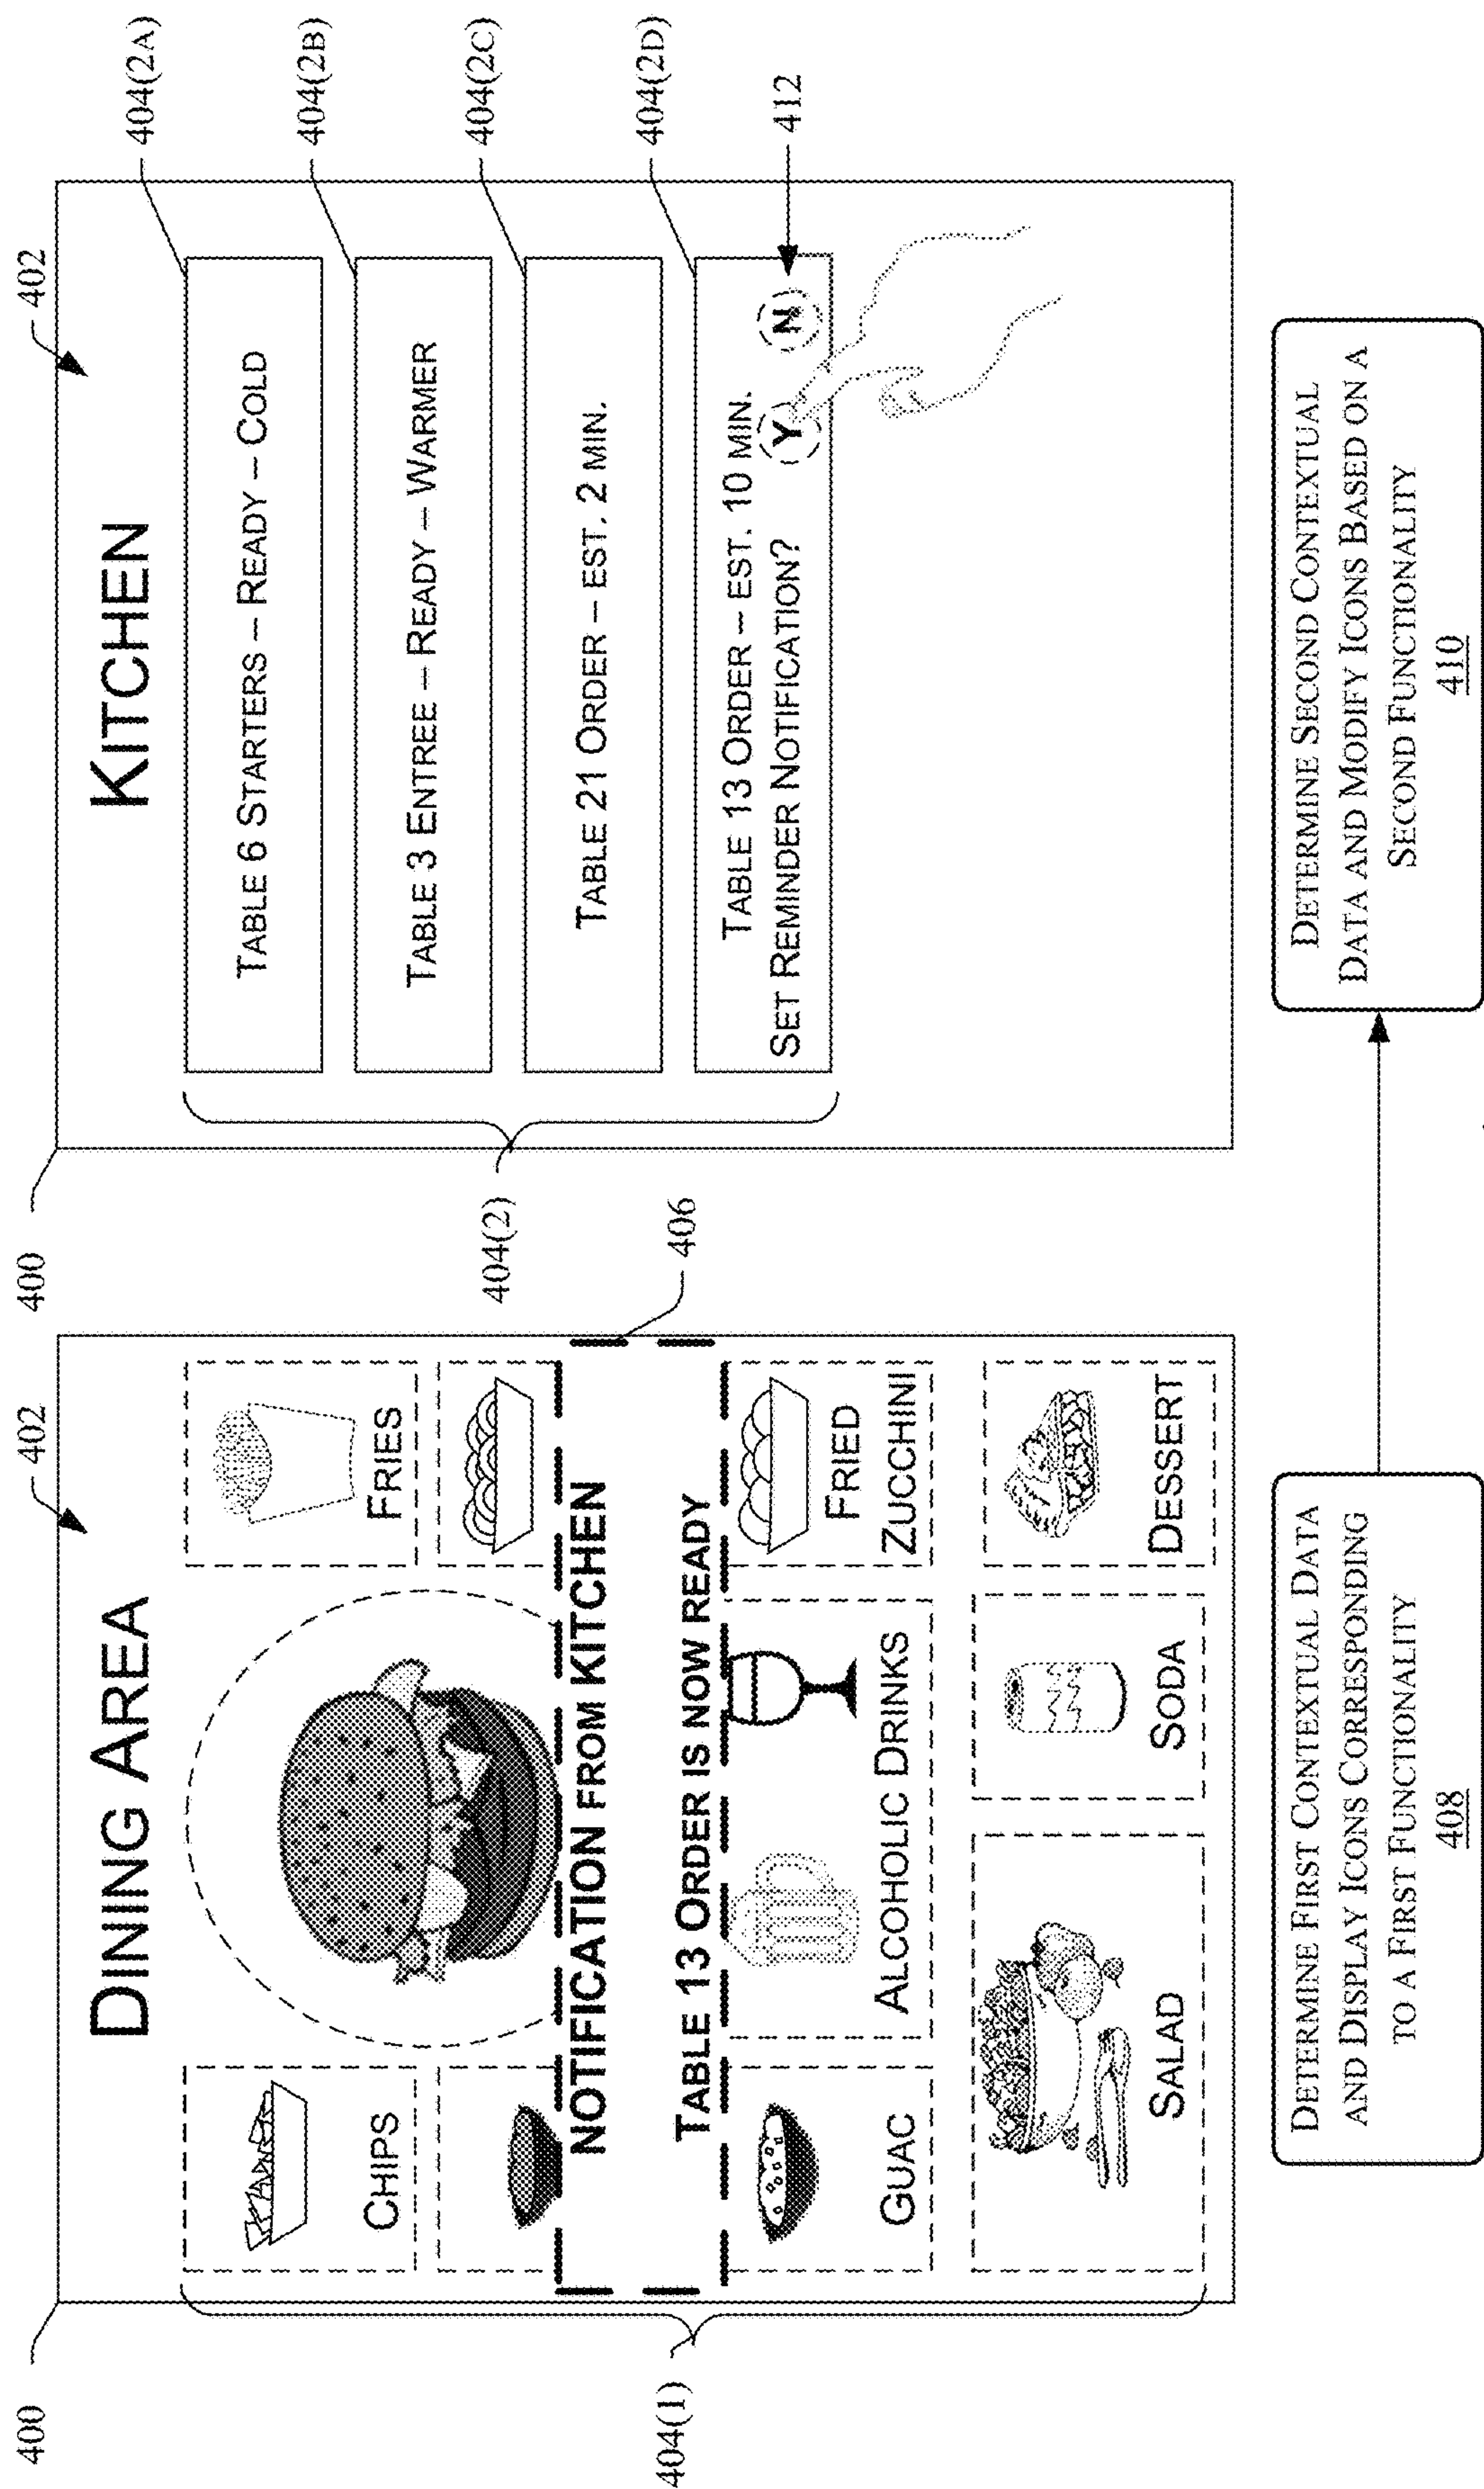 400
402
DINING AREA
CHIPS
FRIES
NOTIFICATION FROM KITCHEN
406
TABLE 13 ORDER IS NOW READY
404(1)
GUAC
ALCOHOLIC DRINKS
FRIED
ZUCCHINI
SALAD
SODA
DESSERT
DETERMINE FIRST CONTEXTUAL DATA
AND DISPLAY ICONS CORRESPONDING
TO A FIRST FUNCTIONALITY
408
400
402
KITCHEN
404(2A)
TABLE 6 STARTERS – READY – COLD
404(2B)
TABLE 3 ENTREE – READY – WARMER
404(2)
404(2C)
TABLE 21 ORDER – EST. 2 MIN.
404(2D)
TABLE 13 ORDER – EST. 10 MIN.
SET REMINDER NOTIFICATION? Y N
412
DETERMINE SECOND CONTEXTUAL
DATA AND MODIFY ICONS BASED ON A
SECOND FUNCTIONALITY
410